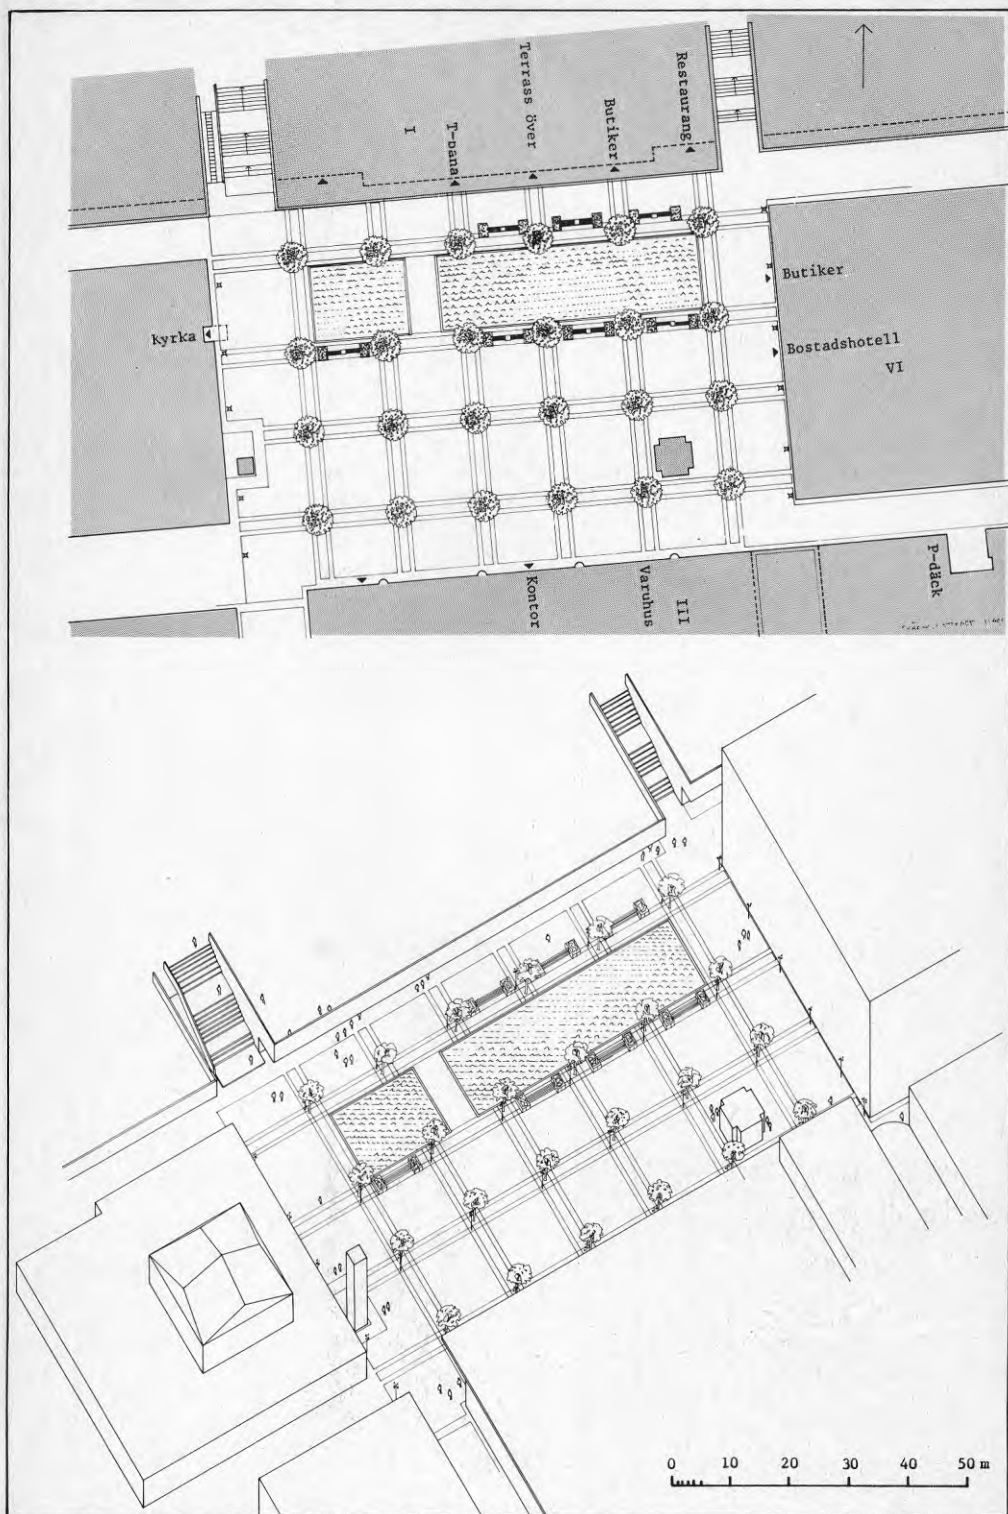 Restaurang
Butiker
Terrass över
T-bana
I
Butiker
Kyrka
Bostadshotell
VI
P-däck
III
Varuhus
Kontor
0 10 20 30 40 50 m